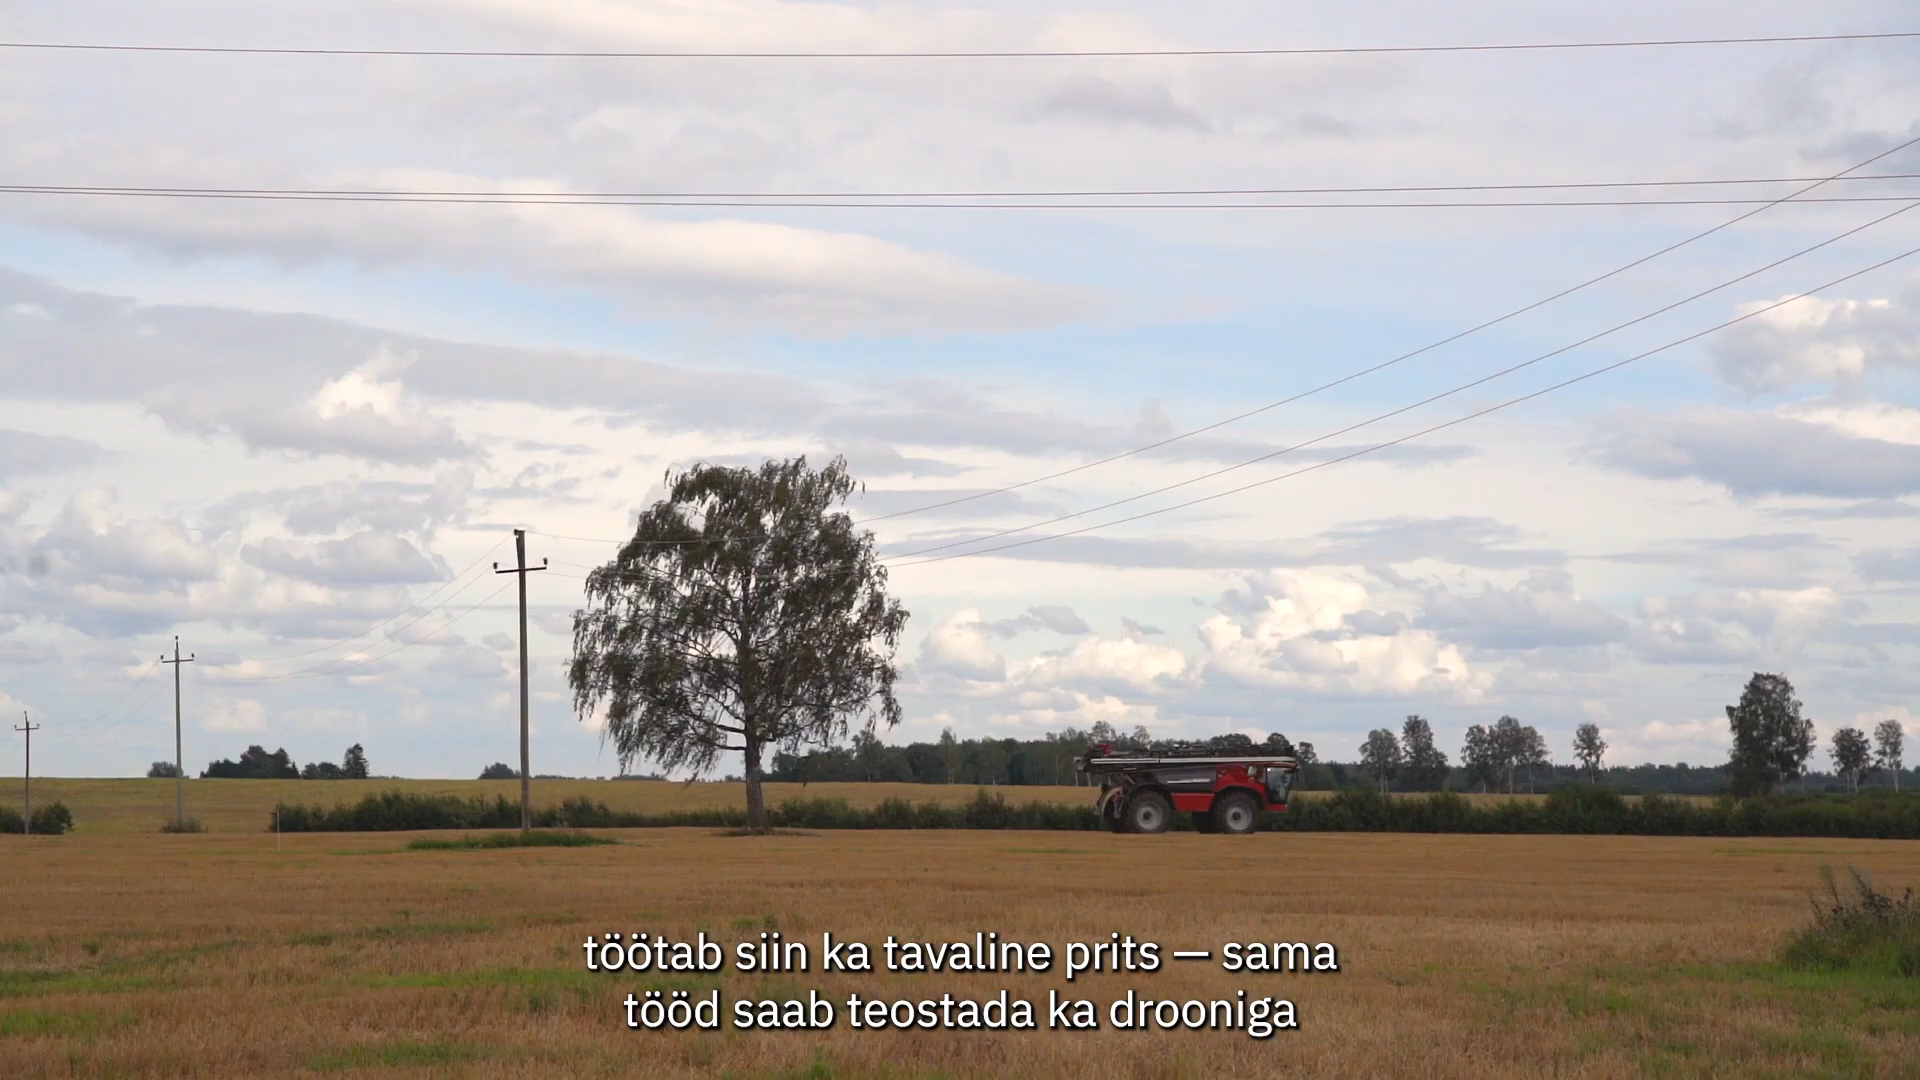 töötab siin ka tavaline prits — sama
tööd saab teostada ka drooniga